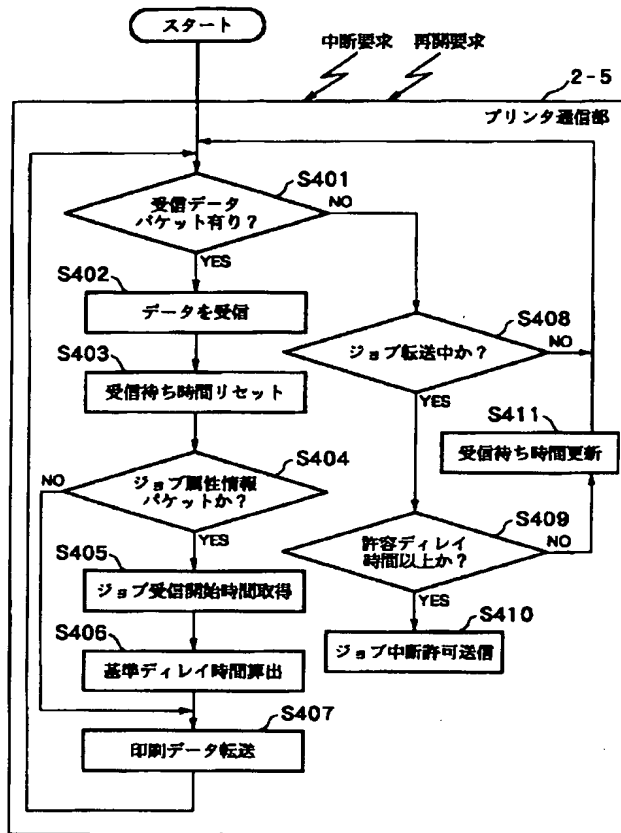 スタート
中断要求 再開要求
2-5
プリンタ通信部
S401
受信データ
パケット有り?
NO
YES
S402
データを受信
S403
受信待ち時間リセット
S404
ジョブ属性情報
パケットか?
NO
YES
S405
ジョブ受信開始時間取得
S406
基準ディレイ時間算出
S407
印刷データ転送
S408
ジョブ転送中か?
NO
YES
S411
受信待ち時間更新
S409
許容ディレイ
時間以上か?
NO
YES
S410
ジョブ中断許可送信